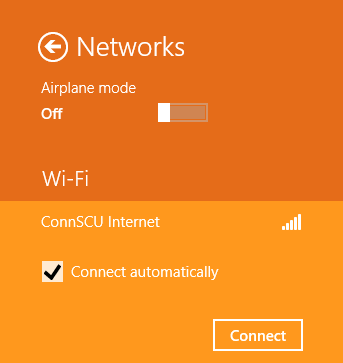 Networks
Airplane mode
Off
Wi-Fi
ConnSCU Internet
Connect automatically
Connect